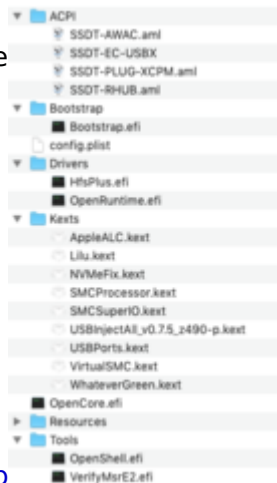 ACPI
SSDT-AWAC.aml
SSDT-EC-USBX
SSDT-PLUG-XCPM.aml
SSDT-RHUB.aml
Bootstrap
Bootstrap.efi
config.plist
Drivers
HfsPlus.efi
OpenRuntime.efi
Kexts
AppleALC.kext
Lilu.kext
NVMeFix.kext
SMCProcessor.kext
SMCSuperIO.kext
USBInjectAll_v0.7.5_z490-p.kext
USBPorts.kext
VirtualSMC.kext
WhateverGreen.kext
OpenCore.efi
Resources
Tools
OpenShell.efi
VerifyMsrE2.efi